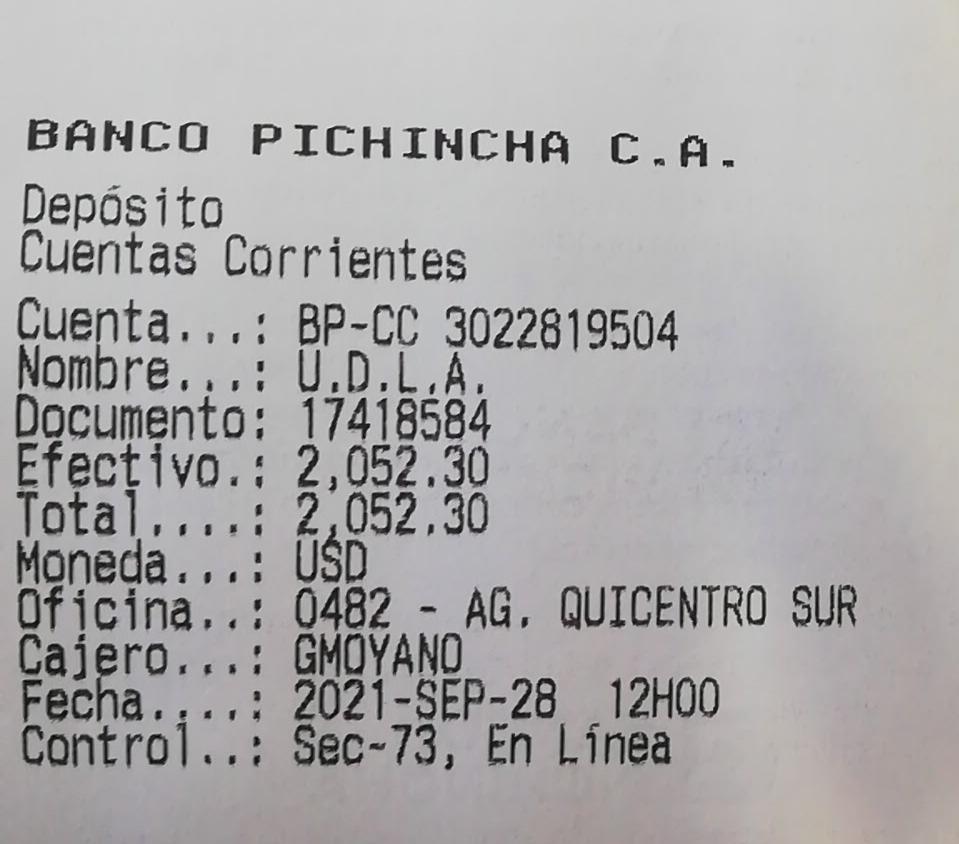 BANCO PICHINCHA C.A.
Depósito
Cuentas Corrientes
Cuenta...: BP-CC 3022819504
Nombre...: U.D.L.A.
Documento: 17418584
Efectivo.: 2,052.30
Total....: 2,052.30
Moneda...: USD
Oficina..: 0482 - AG. QUICENTRO SUR
Cajero...: GMOYANO
Fecha....: 2021-SEP-28  12H00
Control..: Sec-73, En Línea